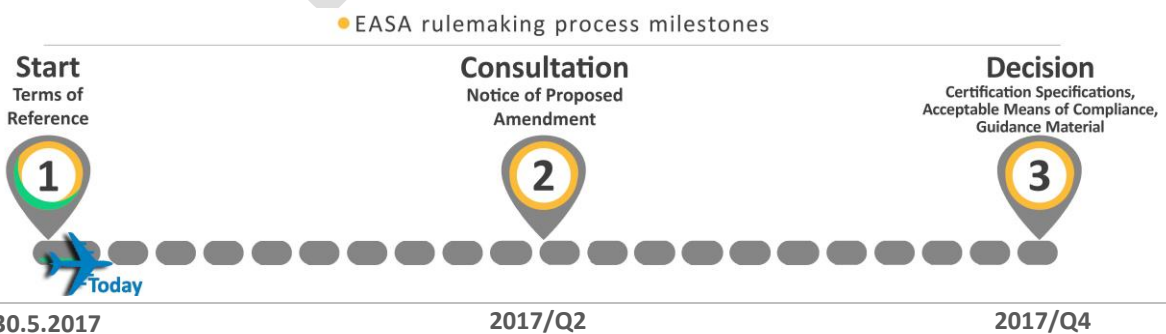 EASA rulemaking process milestones
Start
Terms of
Reference
Consultation
Notice of Proposed
Amendment
Decision
Certification Specifications,
Acceptable Means of Compliance,
Guidance Material
1
2
3
Today
30.5.2017
2017/Q2
2017/Q4